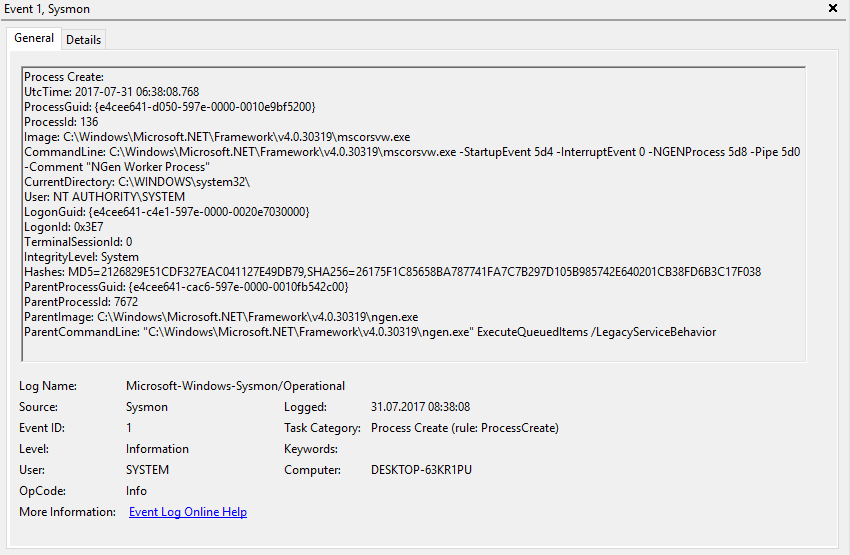 Event 1, Sysmon
General Details
Process Create:
UtcTime: 2017-07-31 06:38:08.768
ProcessGuid: {e4cee641-d050-597e-0000-0010e9bf5200}
ProcessId: 136
Image: C:\Windows\Microsoft.NET\Framework\v4.0.30319\mscorsvw.exe
CommandLine: C:\Windows\Microsoft.NET\Framework\v4.0.30319\mscorsvw.exe -StartupEvent 5d4 -InterruptEvent 0 -NGENProcess 5d8 -Pipe 5d0
-Comment "NGen Worker Process"
CurrentDirectory: C:\WINDOWS\system32\
User: NT AUTHORITY\SYSTEM
LogonGuid: {e4cee641-c4e1-597e-0000-0020e7030000}
LogonId: 0x3E7
TerminalSessionId: 0
IntegrityLevel: System
Hashes: MD5=2126829E51CDF327EAC041127E49DB79,SHA256=26175F1C85658BA787741FA7C7B297D105B985742E640201CB38FD6B3C17F038
ParentProcessGuid: {e4cee641-cac6-597e-0000-0010fb542c00}
ParentProcessId: 7672
ParentImage: C:\Windows\Microsoft.NET\Framework\v4.0.30319\ngen.exe
ParentCommandLine: "C:\Windows\Microsoft.NET\Framework\v4.0.30319\ngen.exe" ExecuteQueuedItems /LegacyServiceBehavior
Log Name: Microsoft-Windows-Sysmon/Operational
Source: Sysmon Logged: 31.07.2017 08:38:08
Event ID: 1 Task Category: Process Create (rule: ProcessCreate)
Level: Information Keywords:
User: SYSTEM Computer: DESKTOP-63KR1PU
OpCode: Info
More Information: Event Log Online Help